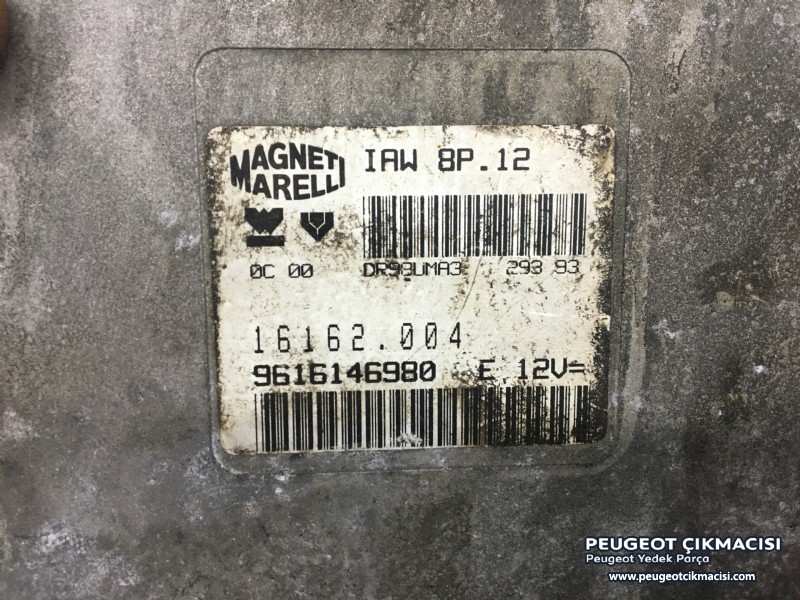 MAGNETI
MARELLI
IAW 8P.12
0C 00 DR98UMA3 293 93
16162.004
9616146980 E 12V=
PEUGEOT ÇIKMACISI
Peugeot Yedek Parça
www.peugeotcikmacisi.com